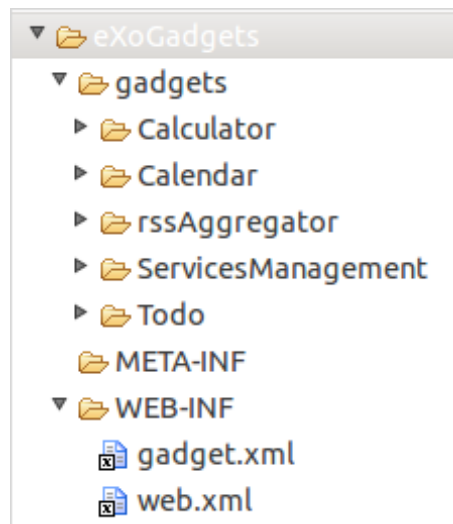 eXoGadgets
gadgets
Calculator
Calendar
rssAggregator
ServicesManagement
Todo
META-INF
WEB-INF
gadget.xml
web.xml